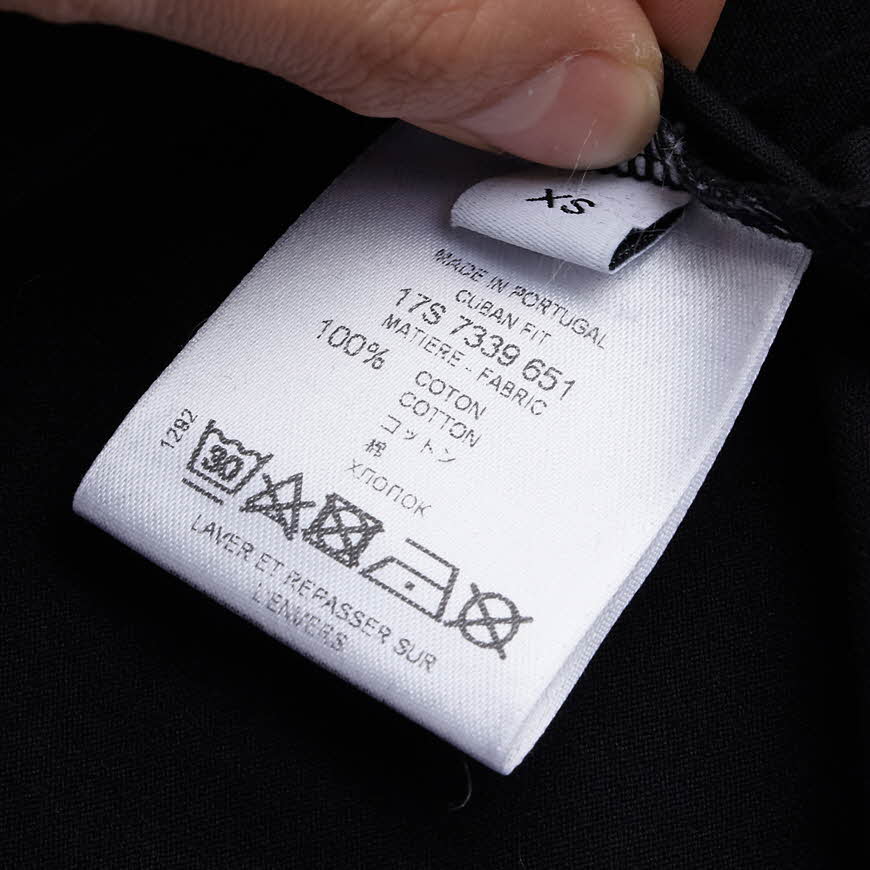 XS
MADE IN PORTUGAL
CUBAN FIT
17S 7339 651
MATIERE - FABRIC
100% COTON
COTTON
コットン
棉
ХЛОПОК
1292
30
LAVER ET REPASSER SUR
L'ENVERS